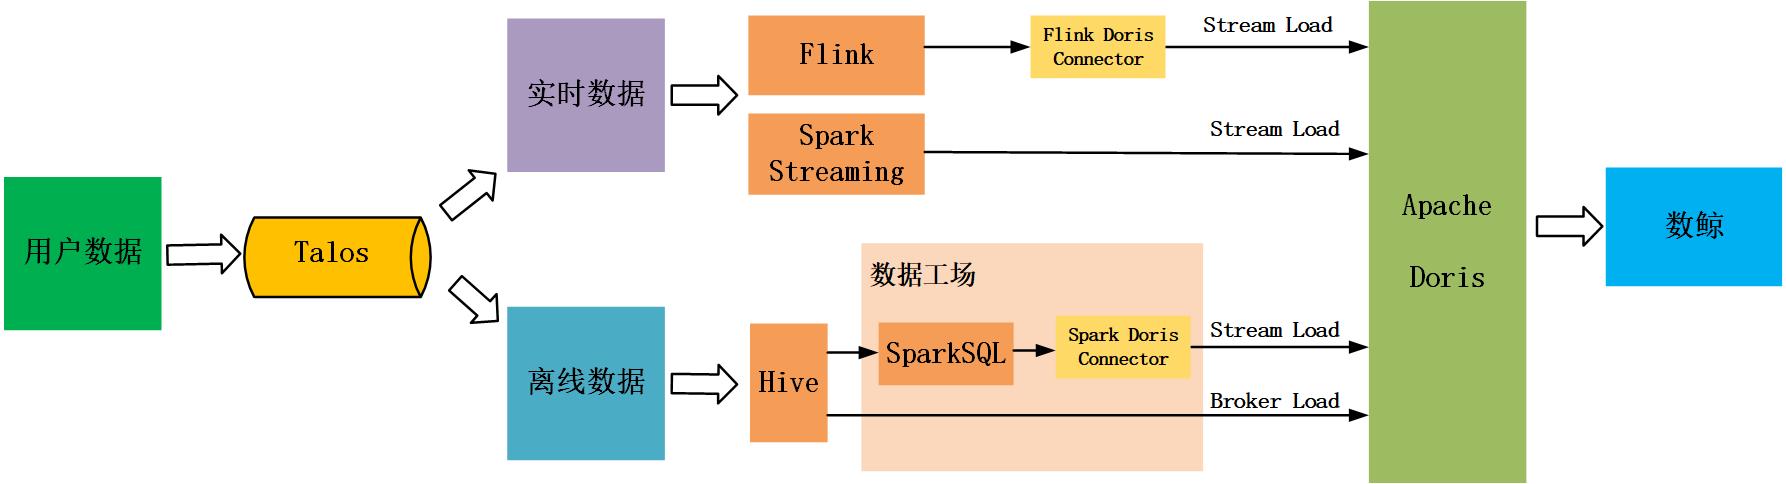 用户数据
Talos
实时数据
离线数据
Flink
Flink Doris
Connector
Stream Load
Spark
Streaming
Stream Load
数据工场
Hive
SparkSQL
Spark Doris
Connector
Stream Load
Broker Load
Apache
Doris
数鲸